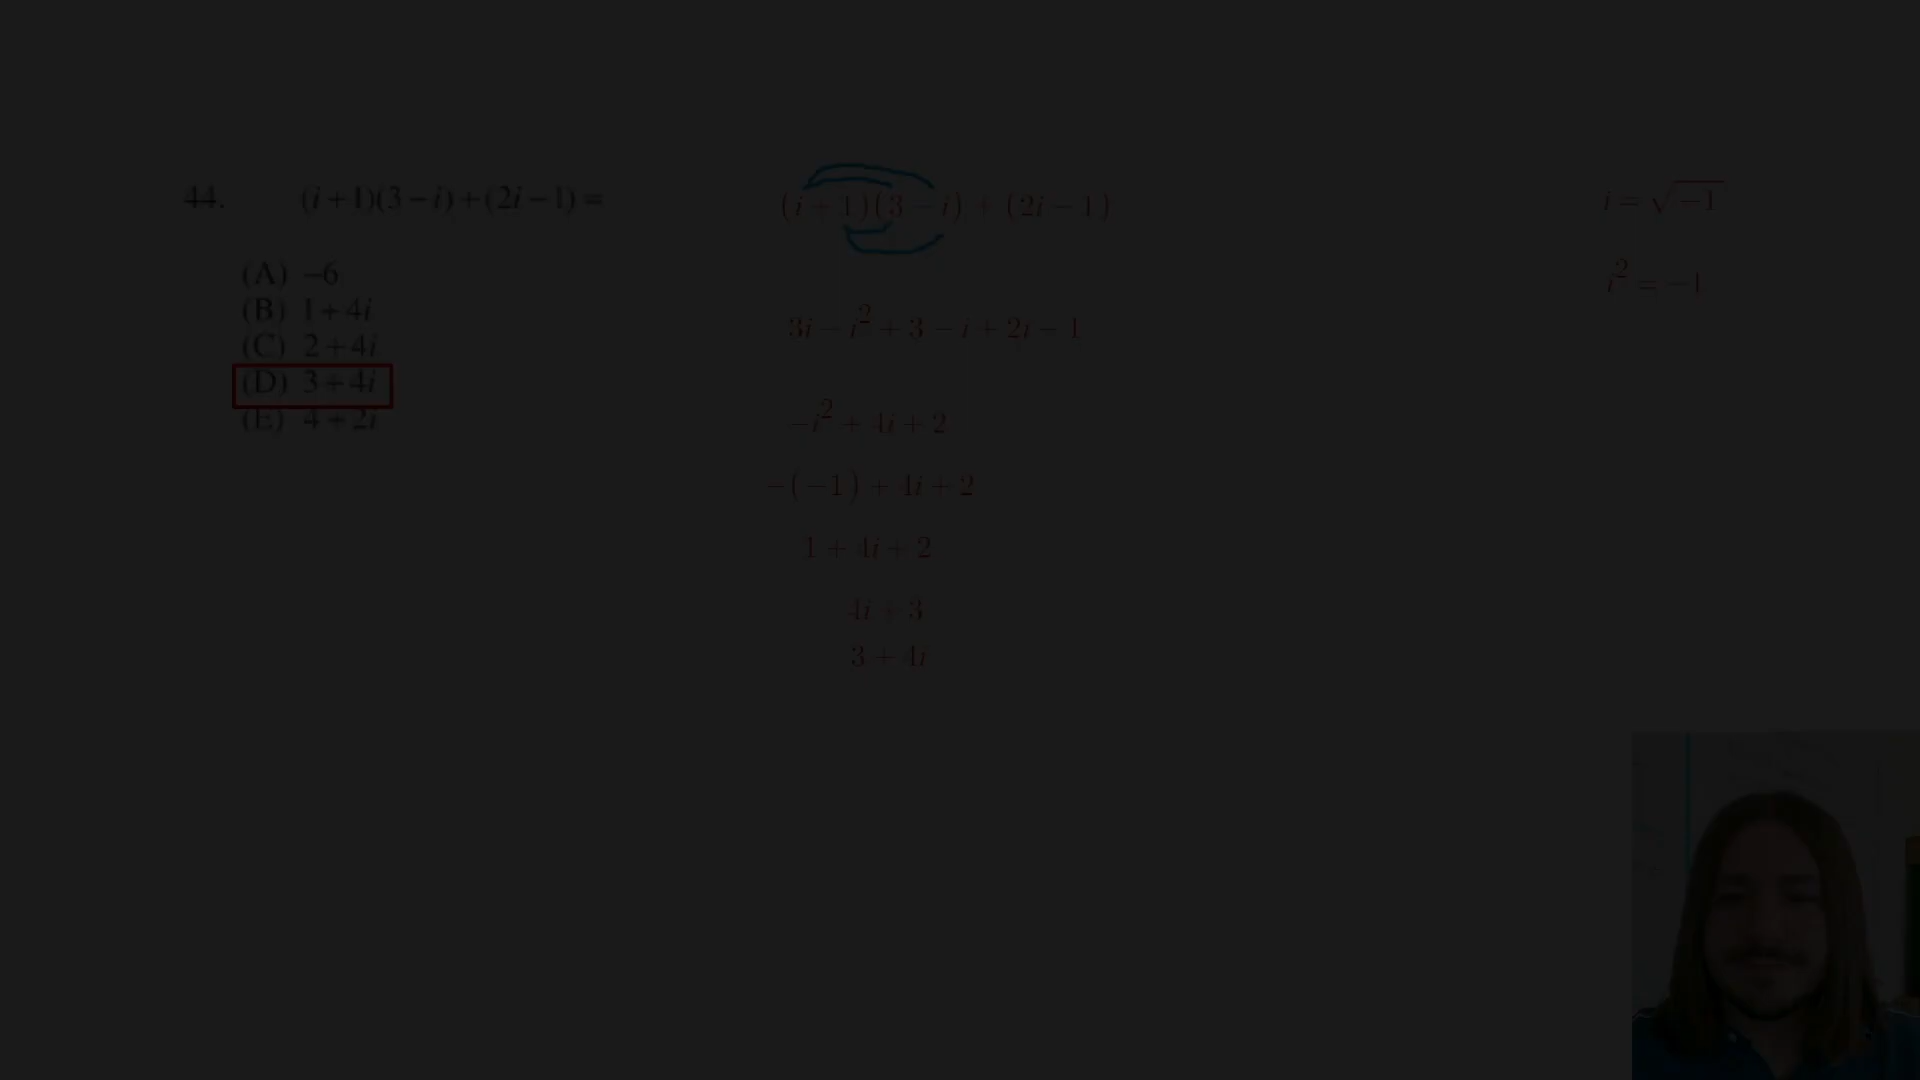 44. (i + 1)(3 − i) + (2i − 1) =
(A) −6
(B) 1 + 4i
(C) 2 + 4i
(D) 3 + 4i
(E) 4 + 2i
(i + 1)(3 − i) + (2i − 1)
3i − i² + 3 − i + 2i − 1
−i² + 4i + 2
−(−1) + 4i + 2
1 + 4i + 2
4i + 3
3 + 4i
i = √−1
i² = −1